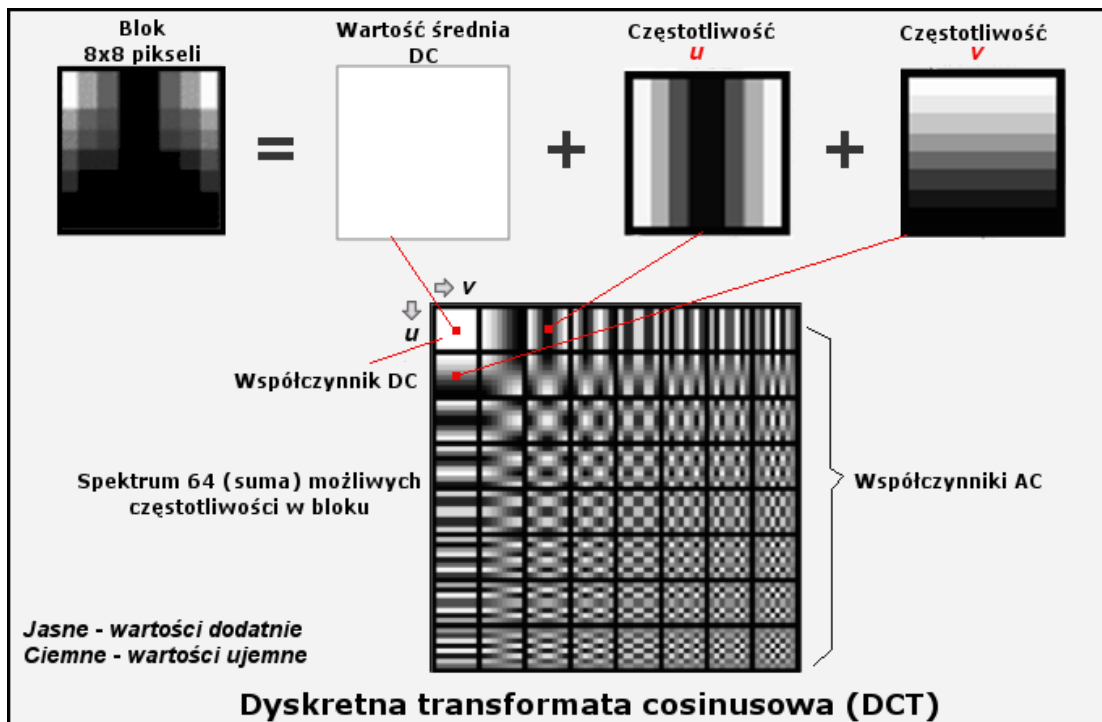 Blok
8x8 pikseli
Wartość średnia
DC
Częstotliwość
u
Częstotliwość
v
=
+
+
v
u
Współczynnik DC
Spektrum 64 (suma) możliwych
częstotliwości w bloku
Współczynniki AC
Jasne - wartości dodatnie
Ciemne - wartości ujemne
Dyskretna transformata cosinusowa (DCT)